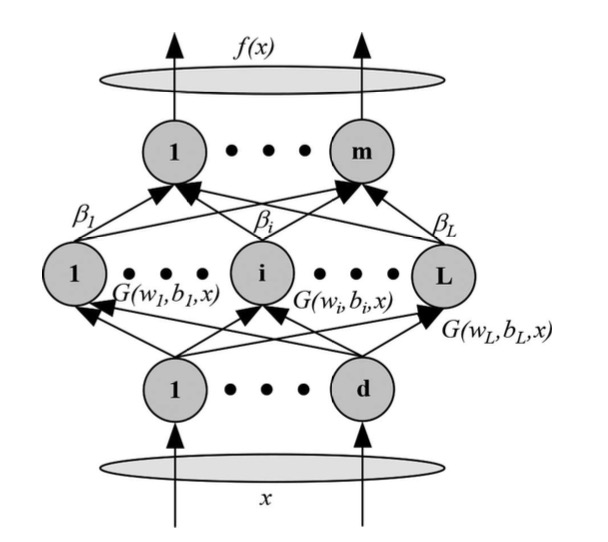 f(x)
1 • • • m
β1 βi βL
1 • • • i • • • L
G(w1,b1,x) G(wi,bi,x) G(wL,bL,x)
1 • • • d
x